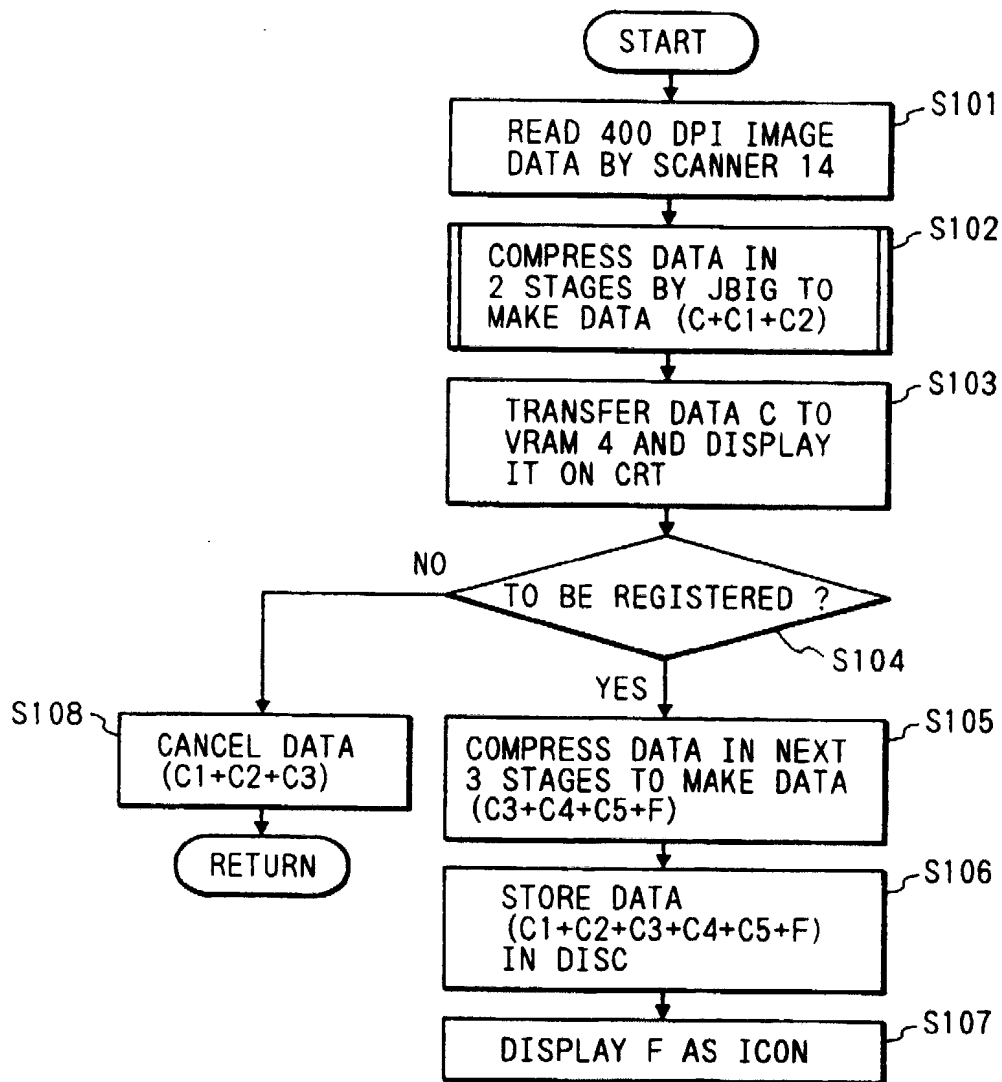 START
S101
READ 400 DPI IMAGE
DATA BY SCANNER 14
S102
COMPRESS DATA IN
2 STAGES BY JBIG TO
MAKE DATA (C+C1+C2)
S103
TRANSFER DATA C TO
VRAM 4 AND DISPLAY
IT ON CRT
NO
TO BE REGISTERED ?
S104
YES
S108
CANCEL DATA
(C1+C2+C3)
RETURN
S105
COMPRESS DATA IN NEXT
3 STAGES TO MAKE DATA
(C3+C4+C5+F)
S106
STORE DATA
(C1+C2+C3+C4+C5+F)
IN DISC
S107
DISPLAY F AS ICON